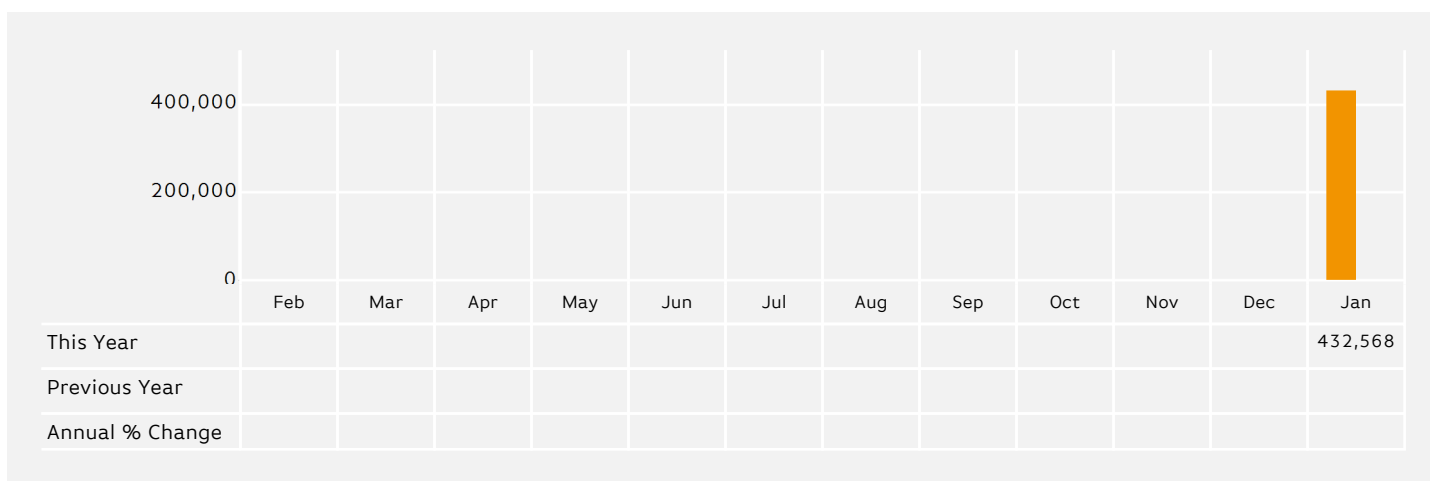 400,000
200,000
0
Feb Mar Apr May Jun Jul Aug Sep Oct Nov Dec Jan
This Year 432,568
Previous Year
Annual % Change